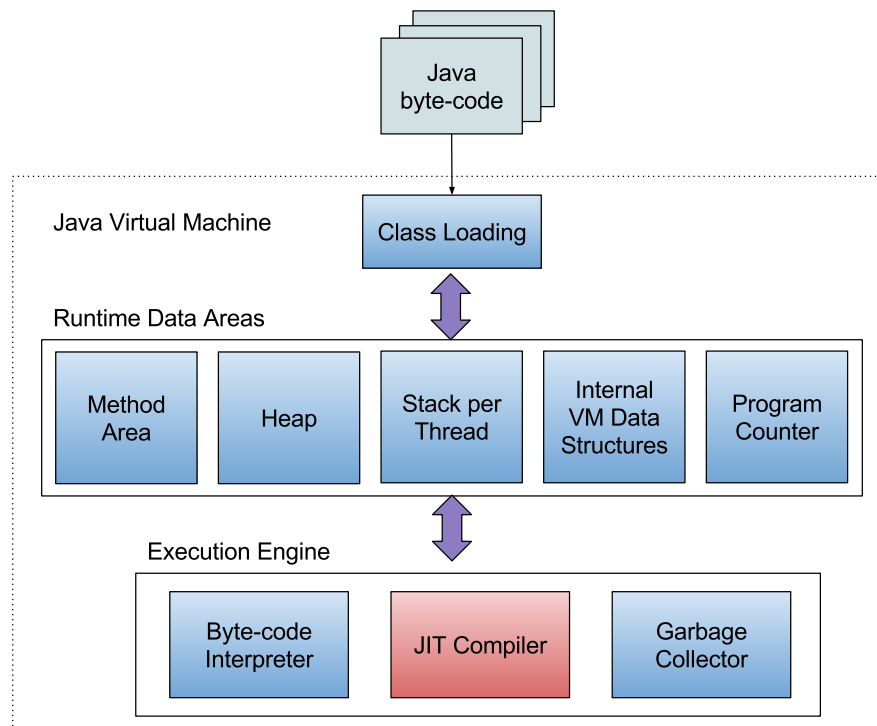 Java
byte-code
Java Virtual Machine
Class Loading
Runtime Data Areas
Method
Area
Heap
Stack per
Thread
Internal
VM Data
Structures
Program
Counter
Execution Engine
Byte-code
Interpreter
JIT Compiler
Garbage
Collector